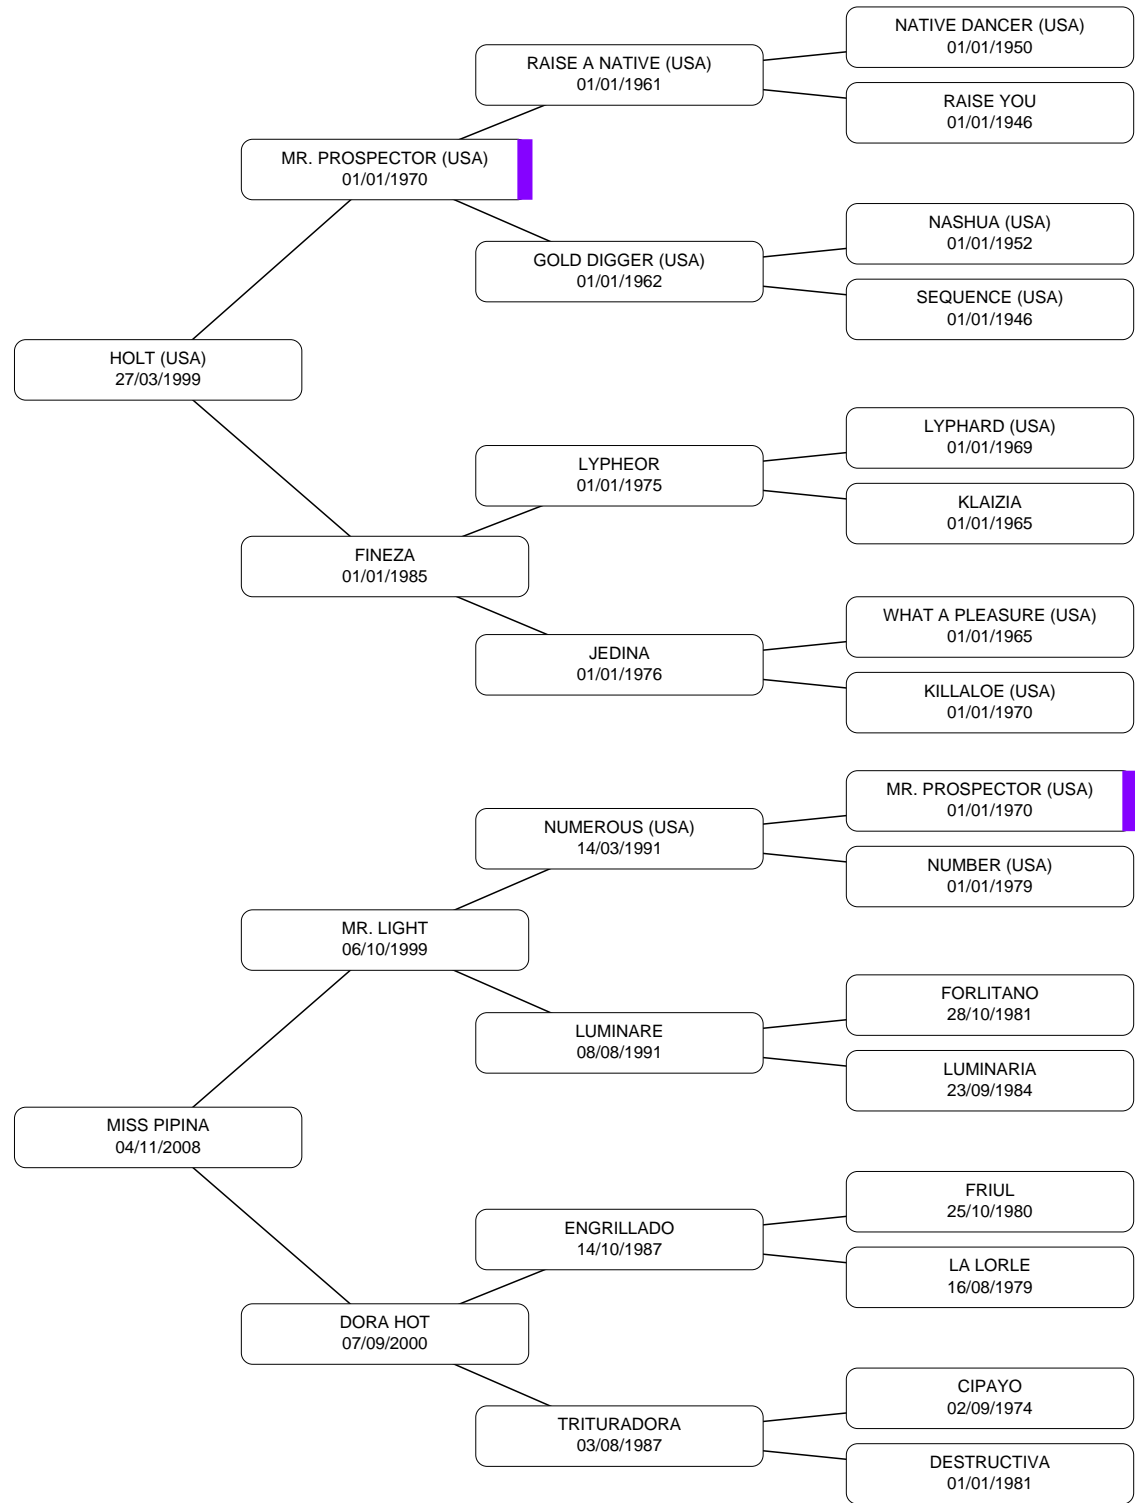 NATIVE DANCER (USA)
01/01/1950
RAISE A NATIVE (USA)
01/01/1961
RAISE YOU
01/01/1946
MR. PROSPECTOR (USA)
01/01/1970
NASHUA (USA)
01/01/1952
GOLD DIGGER (USA)
01/01/1962
SEQUENCE (USA)
01/01/1946
HOLT (USA)
27/03/1999
LYPHARD (USA)
01/01/1969
LYPHEOR
01/01/1975
KLAIZIA
01/01/1965
FINEZA
01/01/1985
WHAT A PLEASURE (USA)
01/01/1965
JEDINA
01/01/1976
KILLALOE (USA)
01/01/1970
MR. PROSPECTOR (USA)
01/01/1970
NUMEROUS (USA)
14/03/1991
NUMBER (USA)
01/01/1979
MR. LIGHT
06/10/1999
FORLITANO
28/10/1981
LUMINARE
08/08/1991
LUMINARIA
23/09/1984
MISS PIPINA
04/11/2008
FRIUL
25/10/1980
ENGRILLADO
14/10/1987
LA LORLE
16/08/1979
DORA HOT
07/09/2000
CIPAYO
02/09/1974
TRITURADORA
03/08/1987
DESTRUCTIVA
01/01/1981